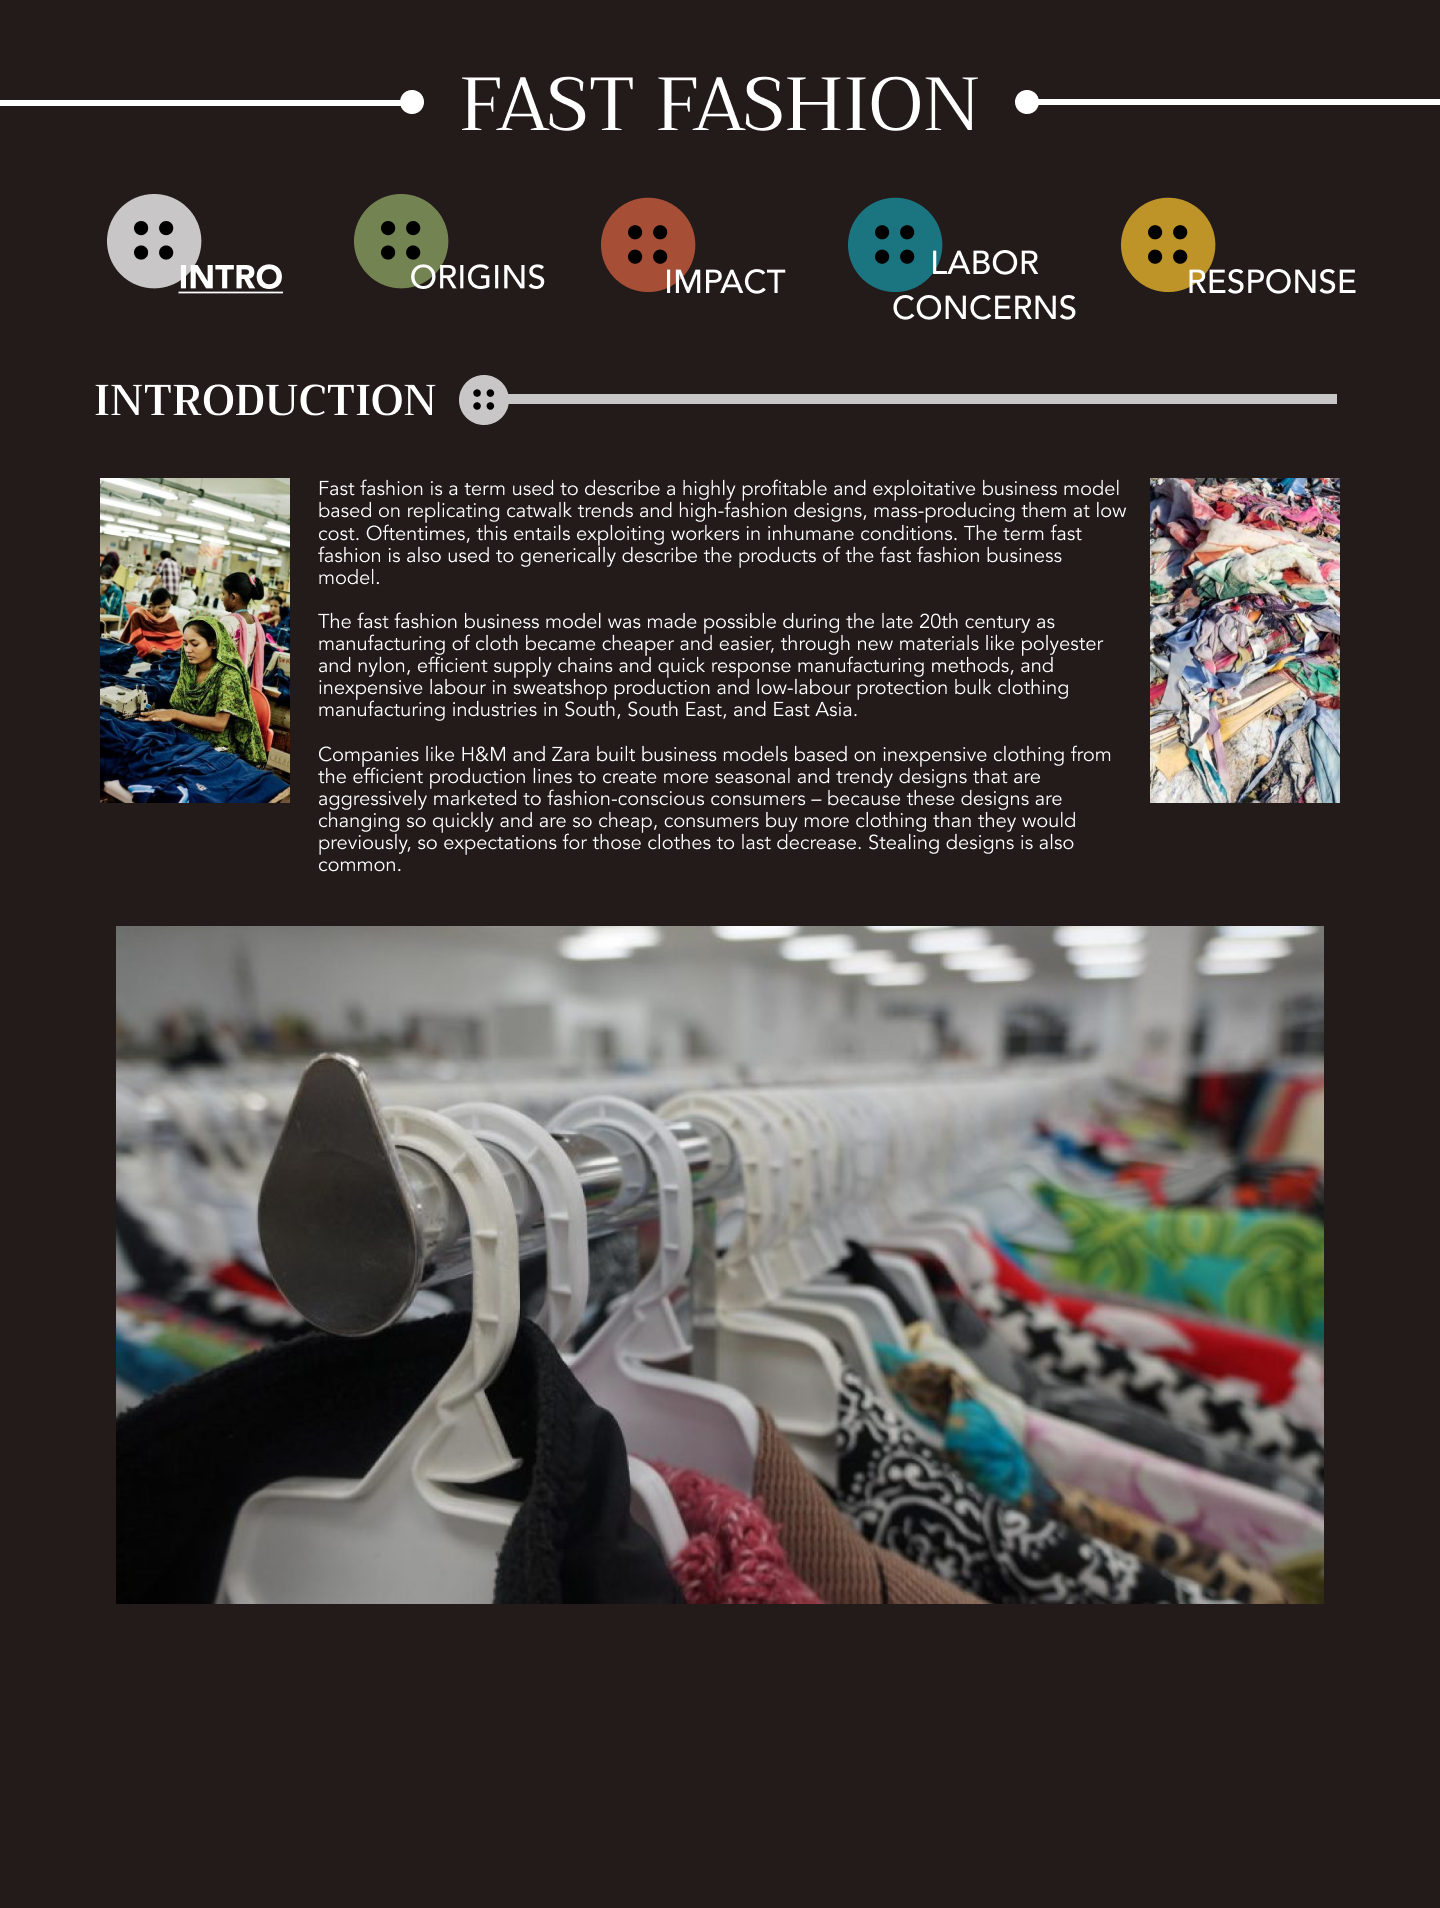 FAST FASHION
INTRO
ORIGINS
IMPACT
LABOR
CONCERNS
RESPONSE
INTRODUCTION
Fast fashion is a term used to describe a highly profitable and exploitative business model
based on replicating catwalk trends and high-fashion designs, mass-producing them at low
cost. Oftentimes, this entails exploiting workers in inhumane conditions. The term fast
fashion is also used to generically describe the products of the fast fashion business
model.
The fast fashion business model was made possible during the late 20th century as
manufacturing of cloth became cheaper and easier, through new materials like polyester
and nylon, efficient supply chains and quick response manufacturing methods, and
inexpensive labour in sweatshop production and low-labour protection bulk clothing
manufacturing industries in South, South East, and East Asia.
Companies like H&M and Zara built business models based on inexpensive clothing from
the efficient production lines to create more seasonal and trendy designs that are
aggressively marketed to fashion-conscious consumers – because these designs are
changing so quickly and are so cheap, consumers buy more clothing than they would
previously, so expectations for those clothes to last decrease. Stealing designs is also
common.